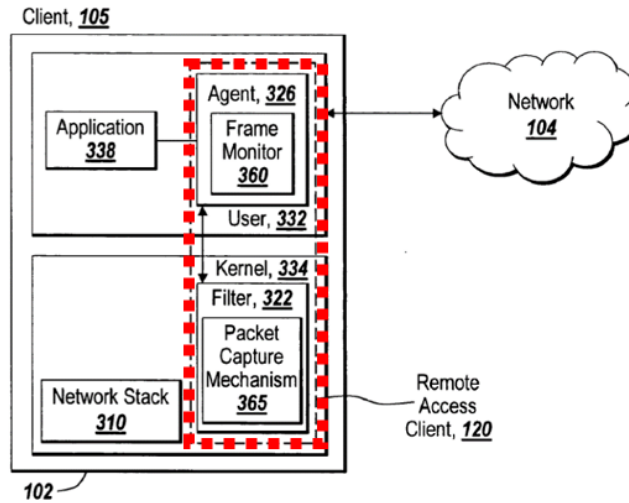 Client, 105
Agent, 326
Application
338
Frame
Monitor
360
Network
104
User, 332
Kernel, 334
Filter, 322
Packet
Capture
Mechanism
365
Network Stack
310
Remote
Access
Client, 120
102